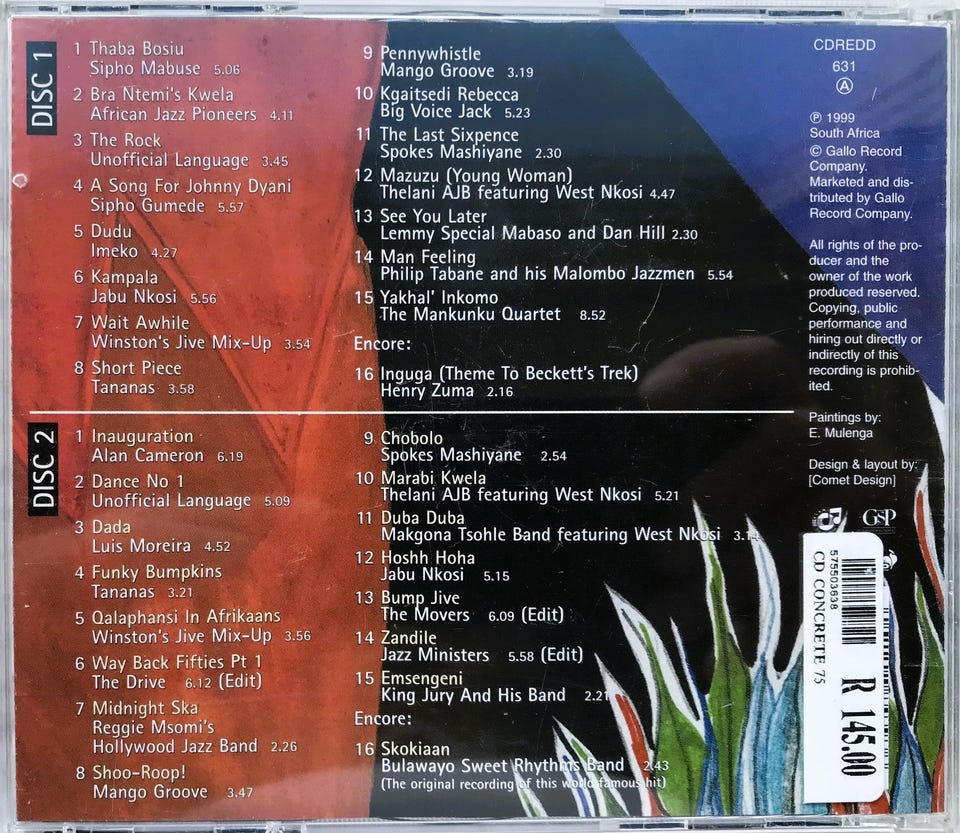 DISC 1
1 Thaba Bosiu
Sipho Mabuse 5.06
2 Bra Ntemi's Kwela
African Jazz Pioneers 4.11
3 The Rock
Unofficial Language 3.45
4 A Song For Johnny Dyani
Sipho Gumede 5.57
5 Dudu
Imeko 4.27
6 Kampala
Jabu Nkosi 5.56
7 Wait Awhile
Winston's Jive Mix-Up 3.54
8 Short Piece
Tananas 3.58
9 Pennywhistle
Mango Groove 3.19
10 Kgaitsedi Rebecca
Big Voice Jack 5.23
11 The Last Sixpence
Spokes Mashiyane 2.30
12 Mazuzu (Young Woman)
Thelani AJB featuring West Nkosi 4.47
13 See You Later
Lemmy Special Mabaso and Dan Hill 2.30
14 Man Feeling
Philip Tabane and his Malombo Jazzmen 5.54
15 Yakhal' Inkomo
The Mankunku Quartet 8.52
Encore:
16 Inguga (Theme To Beckett's Trek)
Henry Zuma 2.16
DISC 2
1 Inauguration
Alan Cameron 6.19
2 Dance No 1
Unofficial Language 5.09
3 Dada
Luis Moreira 4.52
4 Funky Bumpkins
Tananas 3.21
5 Qalaphansi In Afrikaans
Winston's Jive Mix-Up 3.56
6 Way Back Fifties Pt 1
The Drive 6.12 (Edit)
7 Midnight Ska
Reggie Msomi's
Hollywood Jazz Band 2.26
8 Shoo-Roop!
Mango Groove 3.47
9 Chobolo
Spokes Mashiyane 2.54
10 Marabi Kwela
Thelani AJB featuring West Nkosi 5.21
11 Duba Duba
Makgona Tsohle Band featuring West Nkosi
12 Hoshh Hoha
Jabu Nkosi 5.15
13 Bump Jive
The Movers 6.09 (Edit)
14 Zandile
Jazz Ministers 5.58 (Edit)
15 Emsengeni
King Jury And His Band 2.21
Encore:
16 Skokiaan
Bulawayo Sweet Rhythms Band 2.43
(The original recording of this world famous hit)
CDREDD
631
A
℗ 1999
South Africa
© Gallo Record
Company.
Marketed and dis-
tributed by Gallo
Record Company.
All rights of the pro-
ducer and the
owner of the work
produced reserved.
Copying, public
performance and
hiring out directly or
indirectly of this
recording is prohib-
ited.
Paintings by:
E. Mulenga
Design & layout by:
[Comet Design]
GSP
575503638
CD CONCRETE 75
R 145.00